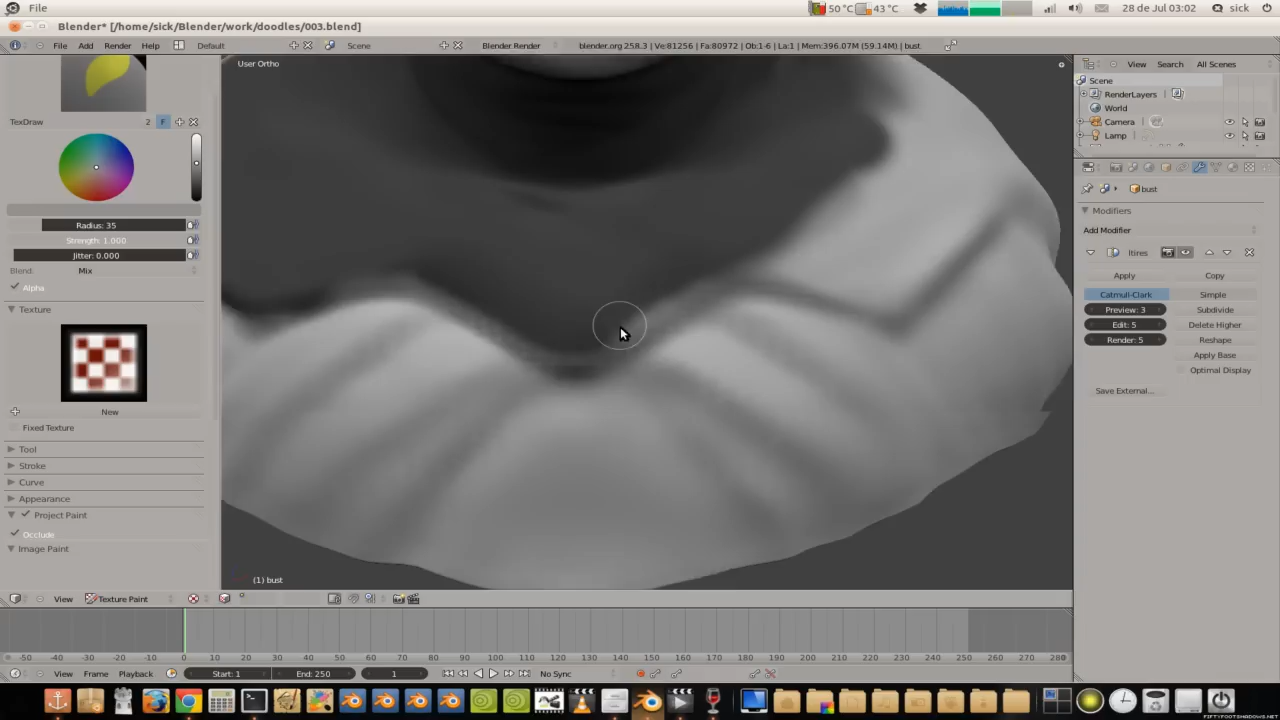 File
50 °C 43 °C
28 de Jul 03:02 sick
Blender* [/home/sick/Blender/work/doodles/003.blend]
File Add Render Help Default Scene Blender Render blender.org 258.3 | Ve:81256 | Fa:80972 | Ob:1-6 | La:1 | Mem:396.07M (59.14M) | bust
User Ortho
View Search All Scenes
Scene
RenderLayers
World
Camera
Lamp
TexDraw 2 F
bust
Modifiers
Add Modifier
Radius: 35
Strength: 1.000
Jitter: 0.000
Blend: Mix
Alpha
ltires
Apply Copy
Catmull-Clark Simple
Preview: 3 Subdivide
Edit: 5 Delete Higher
Render: 5 Reshape
Apply Base
Optimal Display
Save External...
Texture
New
Fixed Texture
Tool
Stroke
Curve
Appearance
Project Paint
Occlude
Image Paint
(1) bust
View Texture Paint
-50 -40 -30 -20 -10 0 10 20 30 40 50 60 70 80 90 100 110 120 130 140 150 160 170 180 190 200 210 220 230 240 250 260 270 280
View Frame Playback Start: 1 End: 250 1 No Sync
FIFTYFOOTSHADOWS.NET